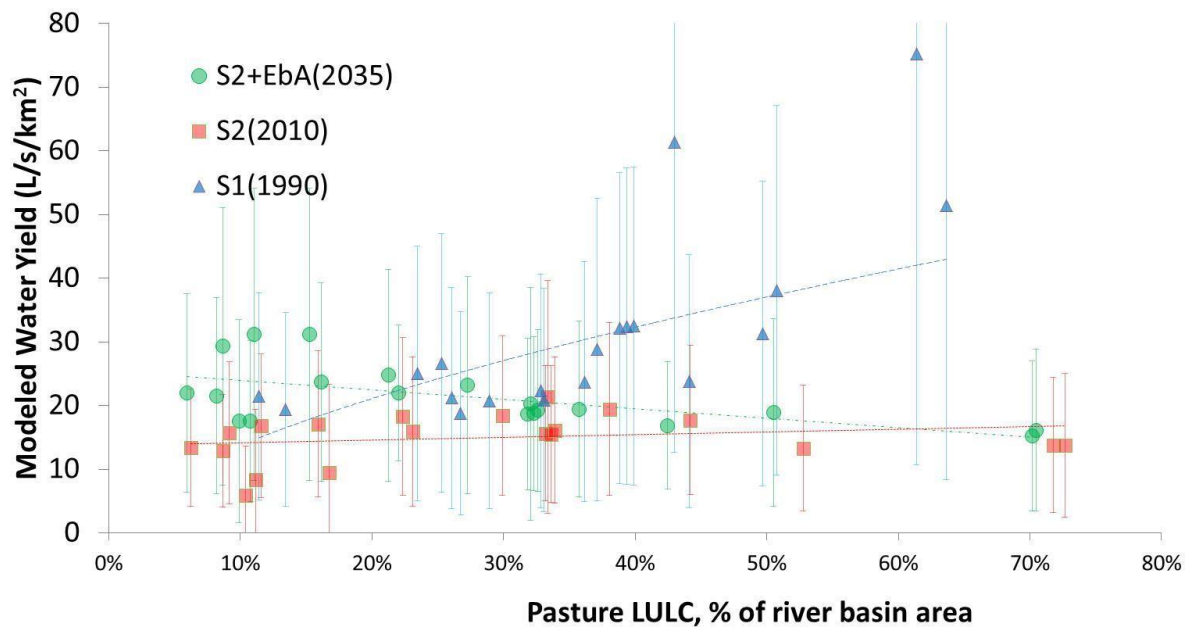 80
70
60
50
40
30
20
10
0
Modeled Water Yield (L/s/km²)
S2+EbA(2035)
S2(2010)
S1(1990)
0% 10% 20% 30% 40% 50% 60% 70% 80%
Pasture LULC, % of river basin area